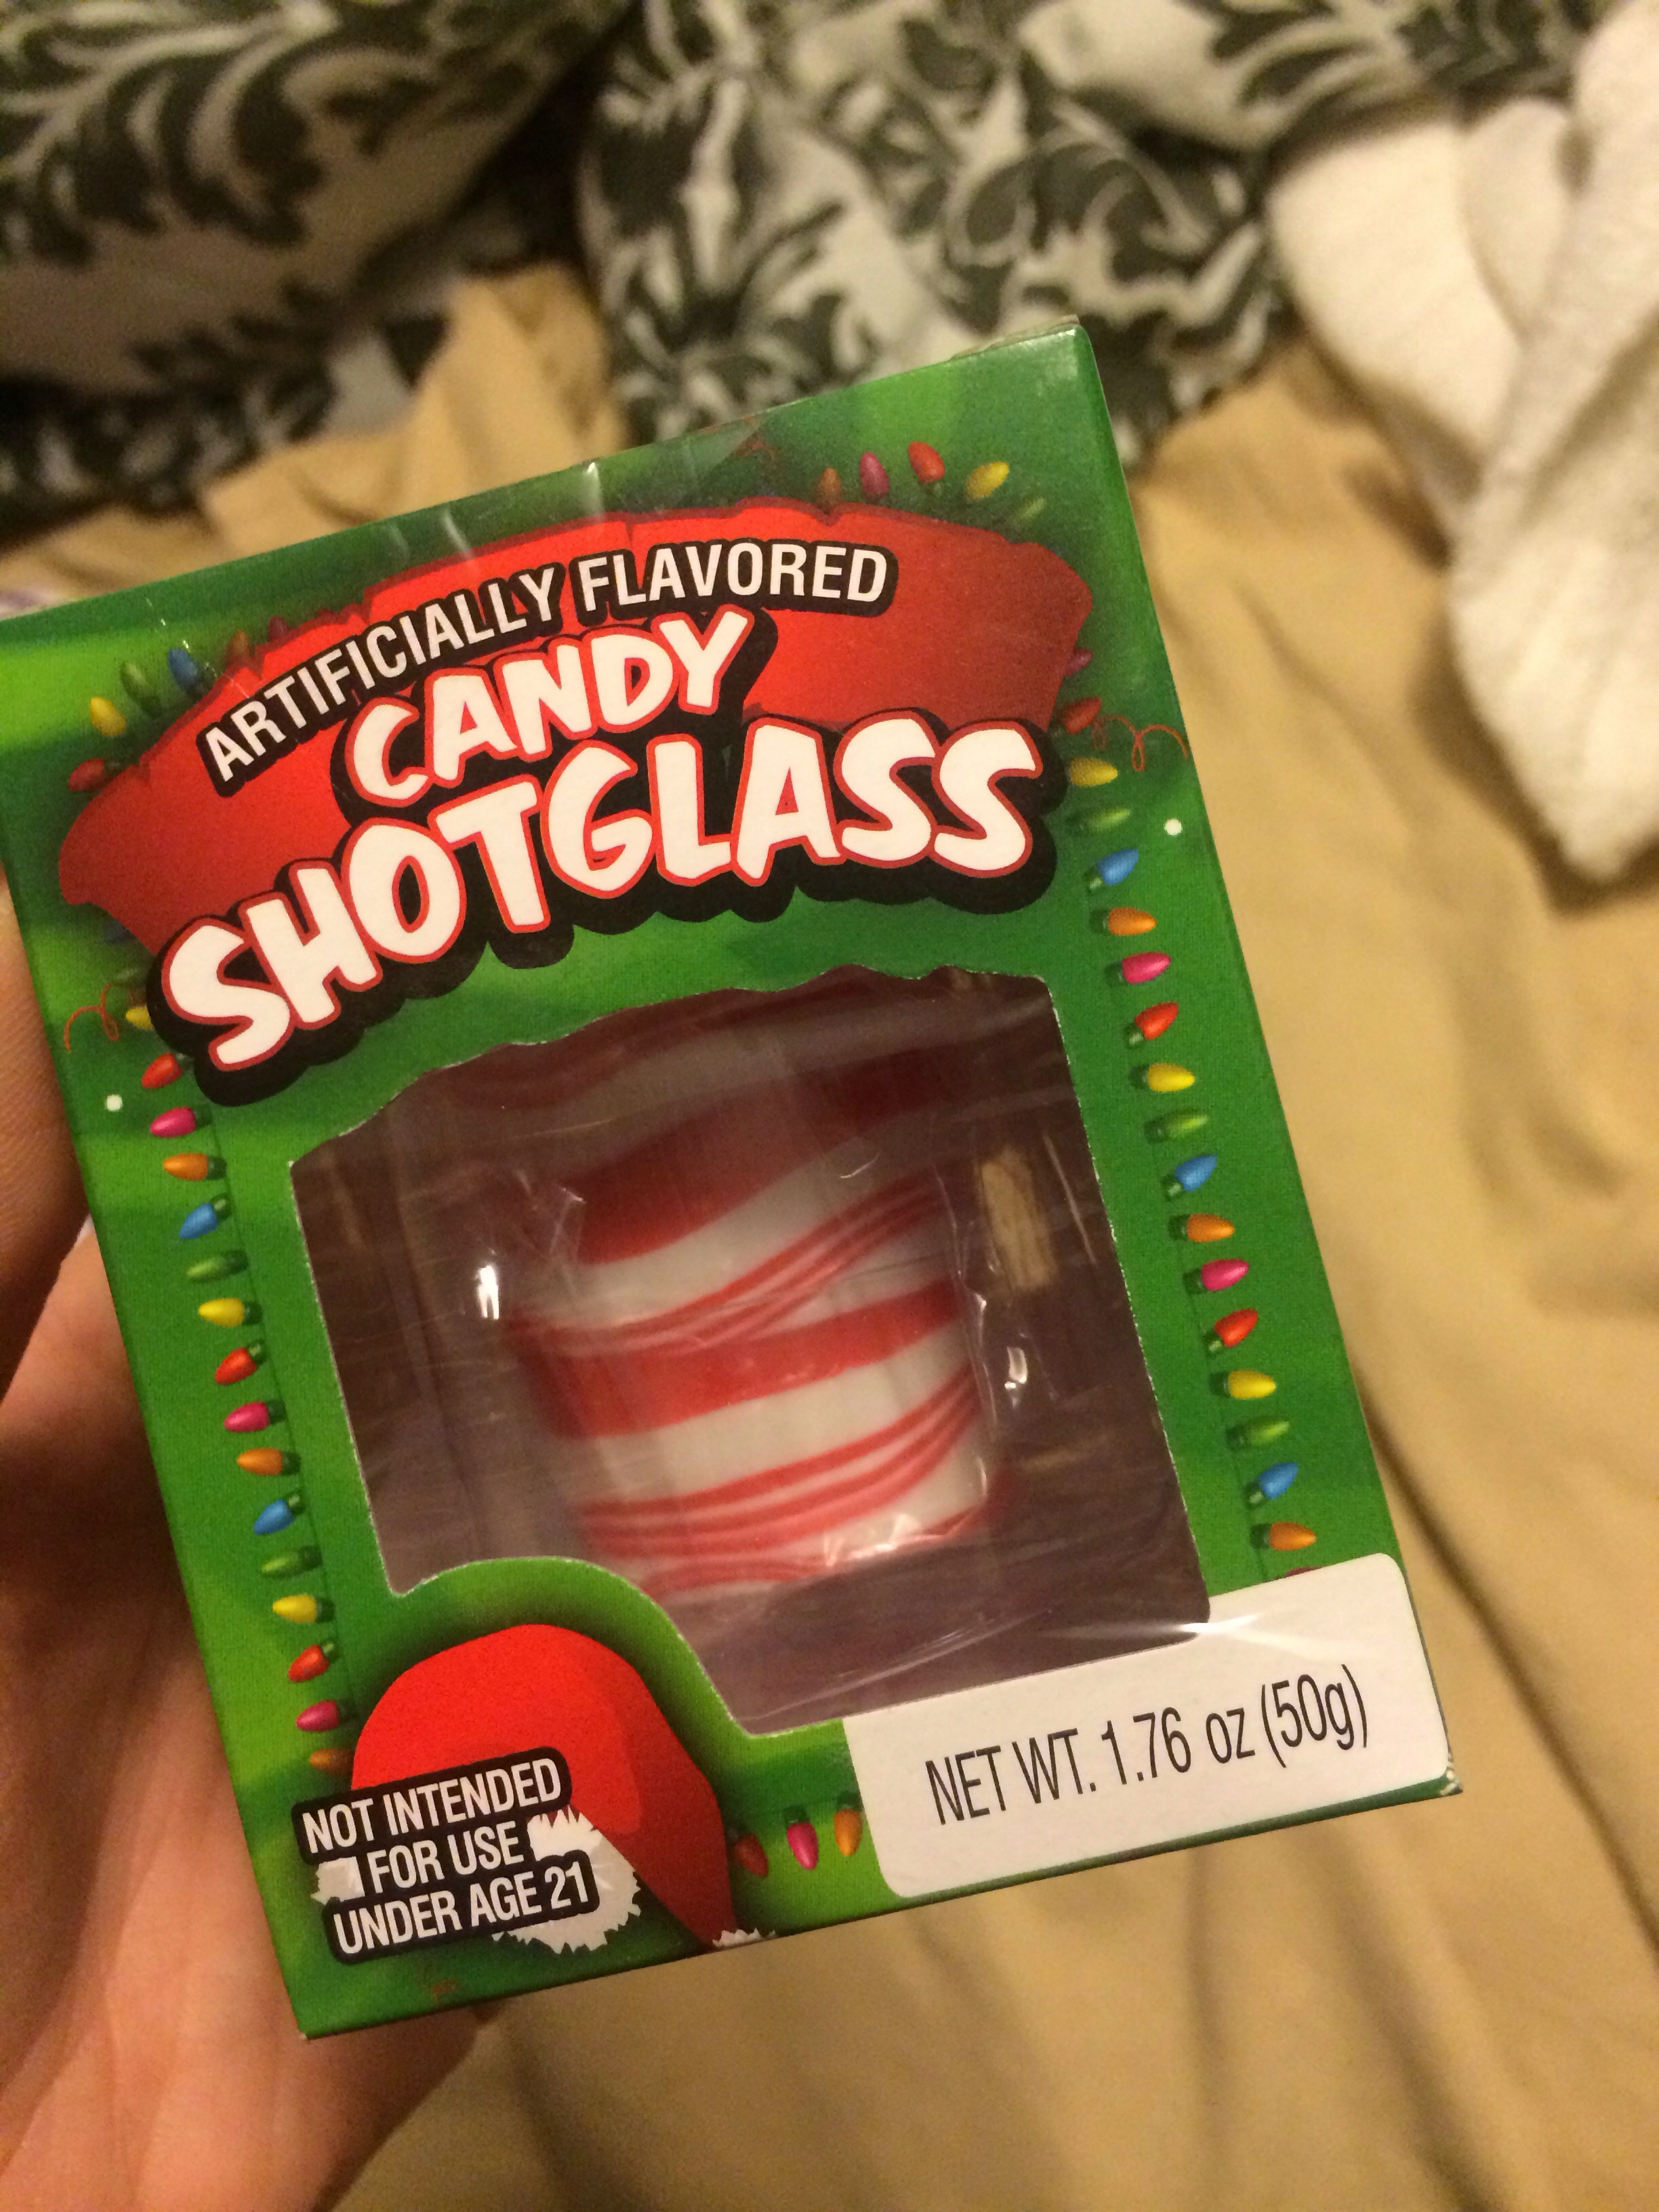 ARTIFICIALLY FLAVORED
CANDY
SHOTGLASS
NOT INTENDED
FOR USE
UNDER AGE 21
NET WT. 1.76 oz (50g)